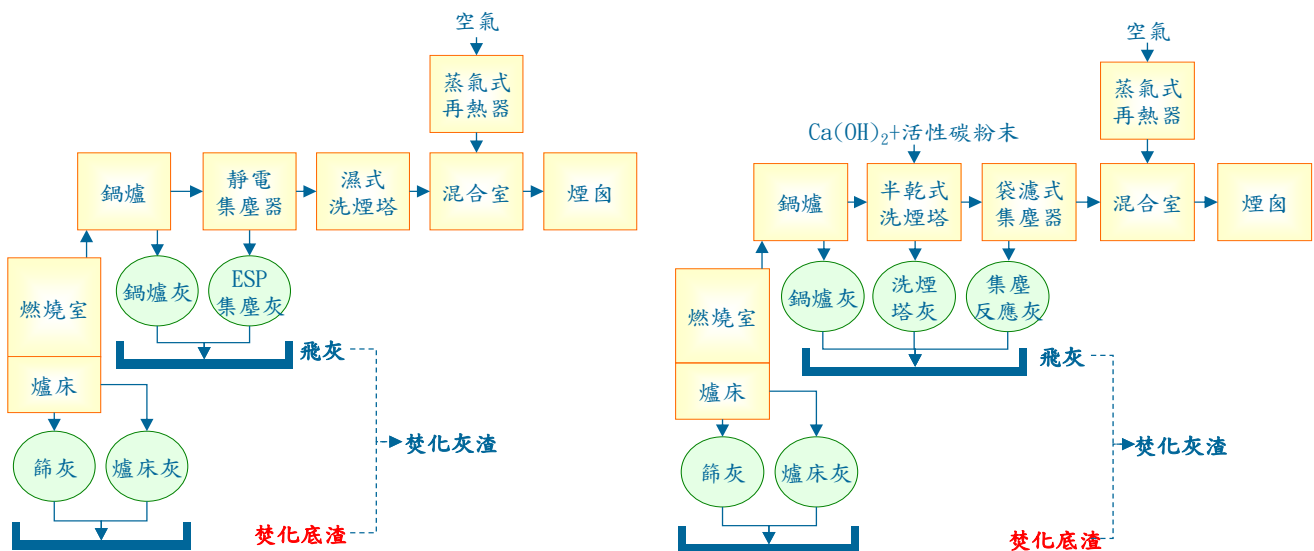 空氣
蒸氣式
再熱器
鍋爐
靜電
集塵器
濕式
洗煙塔
混合室
煙囪
燃燒室
鍋爐灰
ESP
集塵灰
飛灰
爐床
焚化灰渣
篩灰
爐床灰
焚化底渣
空氣
蒸氣式
再熱器
Ca(OH)₂+活性碳粉末
鍋爐
半乾式
洗煙塔
袋濾式
集塵器
混合室
煙囪
燃燒室
鍋爐灰
洗煙
塔灰
集塵
反應灰
飛灰
爐床
焚化灰渣
篩灰
爐床灰
焚化底渣